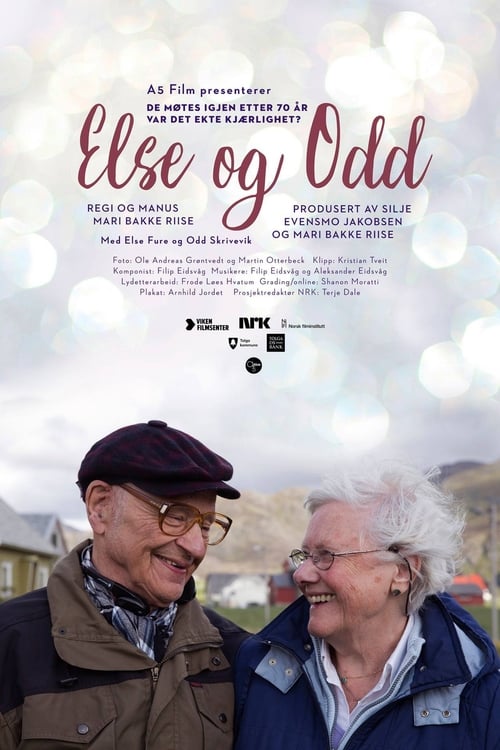 A5 Film presenterer
DE MØTES IGJEN ETTER 70 ÅR
VAR DET EKTE KJÆRLIGHET?
Else og Odd
REGI OG MANUS
MARI BAKKE RIISE
PRODUSERT AV SILJE
EVENSMO JAKOBSEN
OG MARI BAKKE RIISE
Med Else Fure og Odd Skrivevik
Foto: Ole Andreas Grøntvedt og Martin Otterbeck Klipp: Kristian Tveit
Komponist: Filip Eidsvåg Musikere: Filip Eidsvåg og Aleksander Eidsvåg
Lydetterarbeid: Frode Løes Hvatum Grading/online: Shanon Moratti
Plakat: Arnhild Jordet Prosjektredaktør NRK: Terje Dale
VIKEN
FILMSENTER
NRK
Norsk filminstitutt
Tolga
kommune
TOLGA
BANK